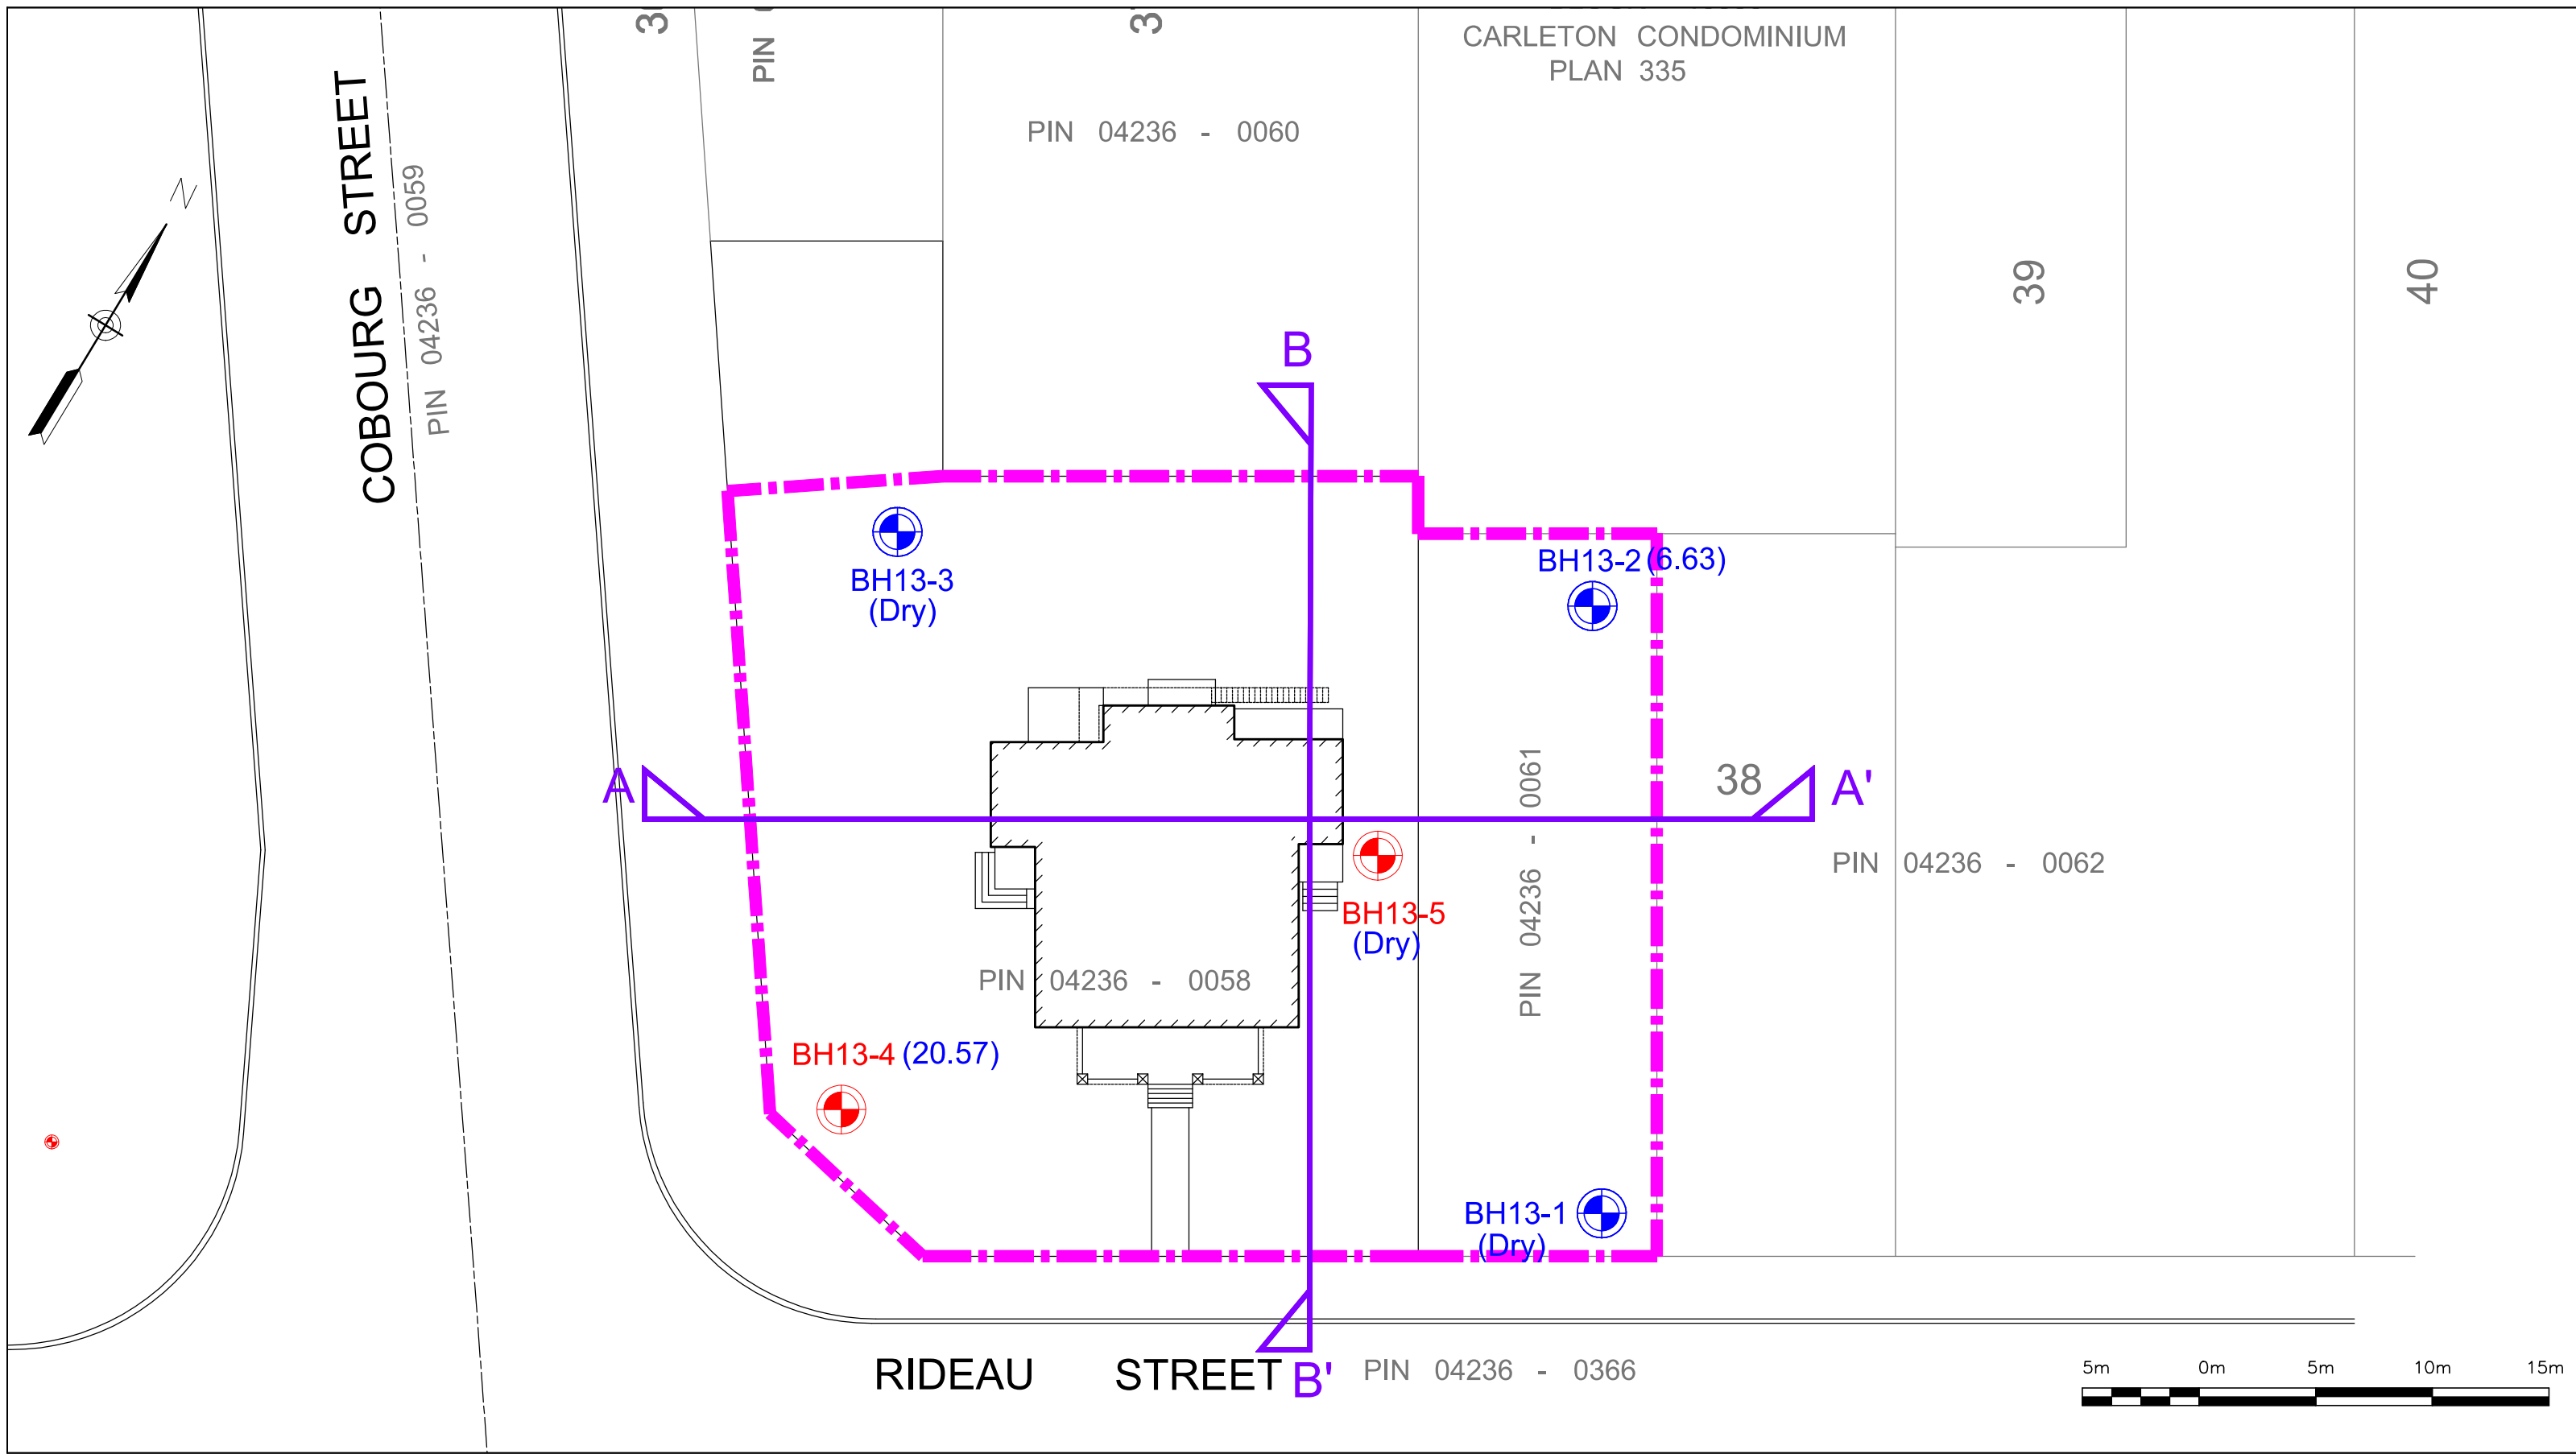 CARLETON CONDOMINIUM
PLAN 335
PIN
PIN 04236 - 0060
COBOURG STREET
PIN 04236 - 0059
N
39
40
B
BH13-3
(Dry)
BH13-2 (6.63)
A
38
A'
PIN 04236 - 0061
PIN 04236 - 0062
BH13-5
(Dry)
PIN 04236 - 0058
BH13-4 (20.57)
BH13-1
(Dry)
RIDEAU STREET
B'
PIN 04236 - 0366
5m 0m 5m 10m 15m